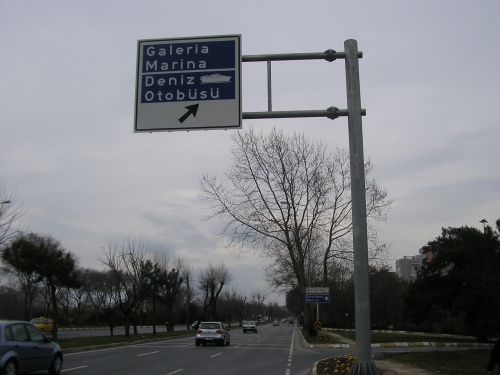 Galeria
Marina
Deniz
Otobüsü